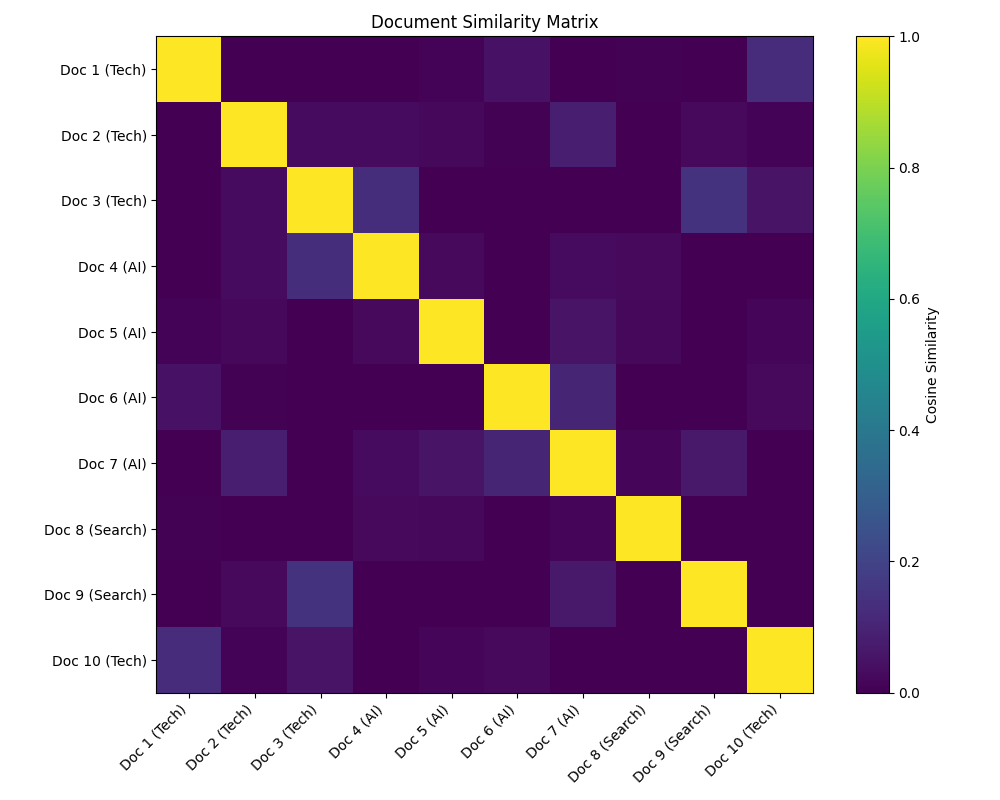 Document Similarity Matrix
Doc 1 (Tech)
Doc 2 (Tech)
Doc 3 (Tech)
Doc 4 (AI)
Doc 5 (AI)
Doc 6 (AI)
Doc 7 (AI)
Doc 8 (Search)
Doc 9 (Search)
Doc 10 (Tech)
Doc 1 (Tech)
Doc 2 (Tech)
Doc 3 (Tech)
Doc 4 (AI)
Doc 5 (AI)
Doc 6 (AI)
Doc 7 (AI)
Doc 8 (Search)
Doc 9 (Search)
Doc 10 (Tech)
1.0
0.8
0.6
0.4
0.2
0.0
Cosine Similarity